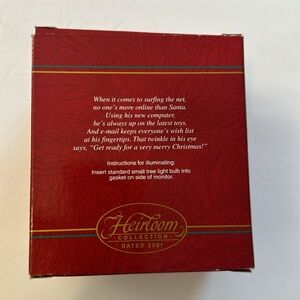 When it comes to surfing the net,
no one's more online than Santa.
Using his new computer,
he's always up on the latest toys.
And e-mail keeps everyone's wish list
at his fingertips. That twinkle in his eye
says, "Get ready for a very merry Christmas!"
Instructions for illuminating:
Insert standard small tree light bulb into
gasket on side of monitor.
Heirloom
COLLECTION
DATED 2001